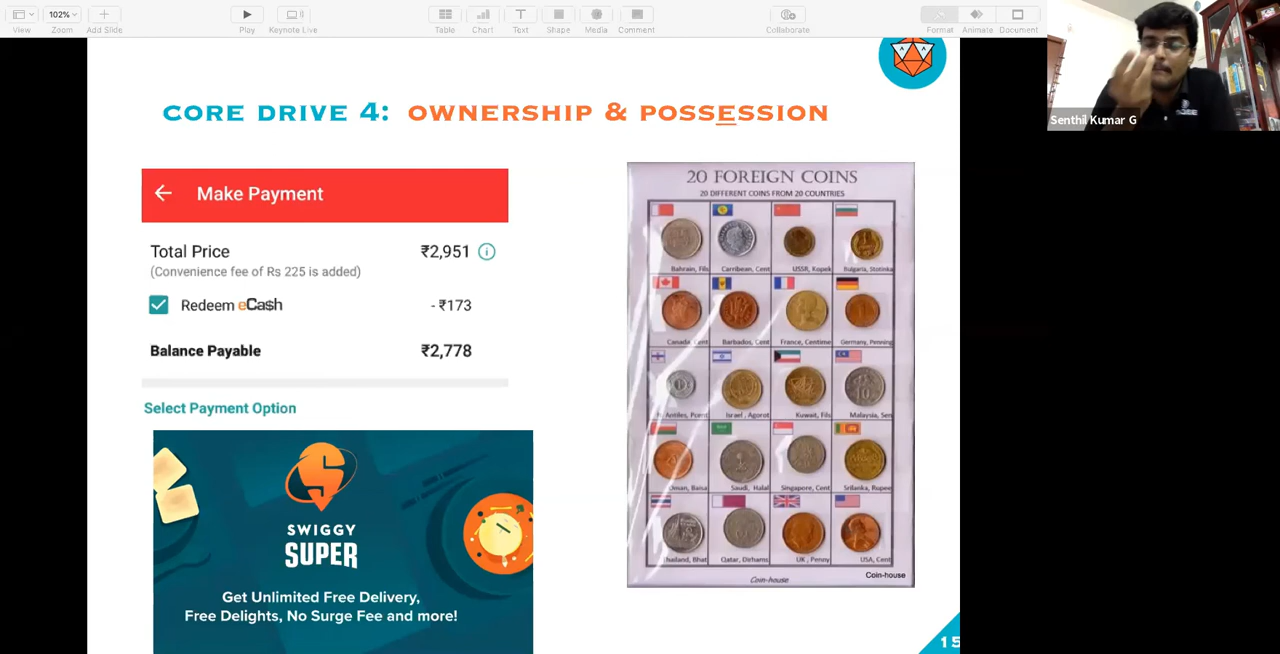 View
Zoom
102%
Add Slide
Play
Keynote Live
Table
Chart
Text
Shape
Media
Comment
Collaborate
Format
Animate
Document
Senthil Kumar G
CORE DRIVE 4: OWNERSHIP & POSSESSION
Make Payment
Total Price ₹2,951
(Convenience fee of Rs 225 is added)
Redeem eCa$h - ₹173
Balance Payable ₹2,778
Select Payment Option
SWIGGY
SUPER
Get Unlimited Free Delivery,
Free Delights, No Surge Fee and more!
20 FOREIGN COINS
20 DIFFERENT COINS FROM 20 COUNTRIES
Bahrain, Fils Carribean, Cent USSR, Kopek Bulgaria, Stotinka
Canada, Cent Barbados, Cent France, Centime Germany, Penning
Antiles, Israel, Agorot Kuwait, Fils Malaysia, Sen
Oman, Baisa Saudi, Halal Singapore, Cent Srilanka, Rupee
Thailand, Bhat Qatar, Dirhams UK, Penny USA, Cent
Coin-house Coin-house
15